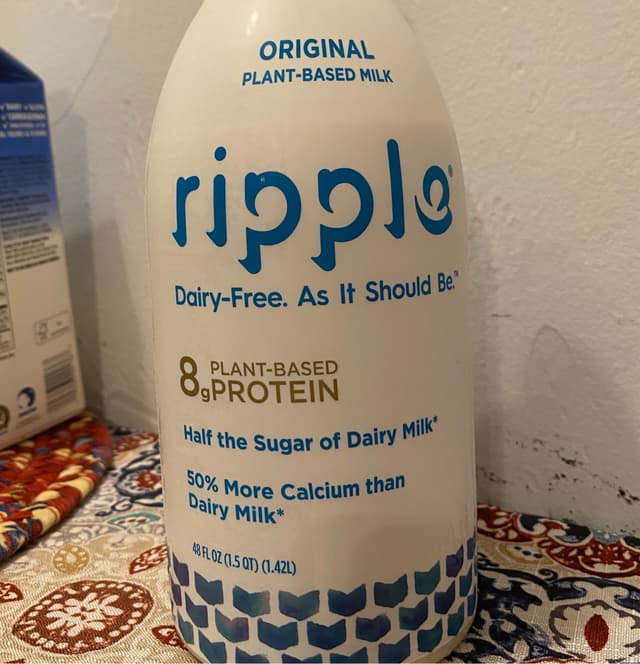 ORIGINAL
PLANT-BASED MILK
ripple®
Dairy-Free. As It Should Be.™
8g PLANT-BASED
PROTEIN
Half the Sugar of Dairy Milk*
50% More Calcium than
Dairy Milk*
48 FL OZ (1.5 QT) (1.42L)